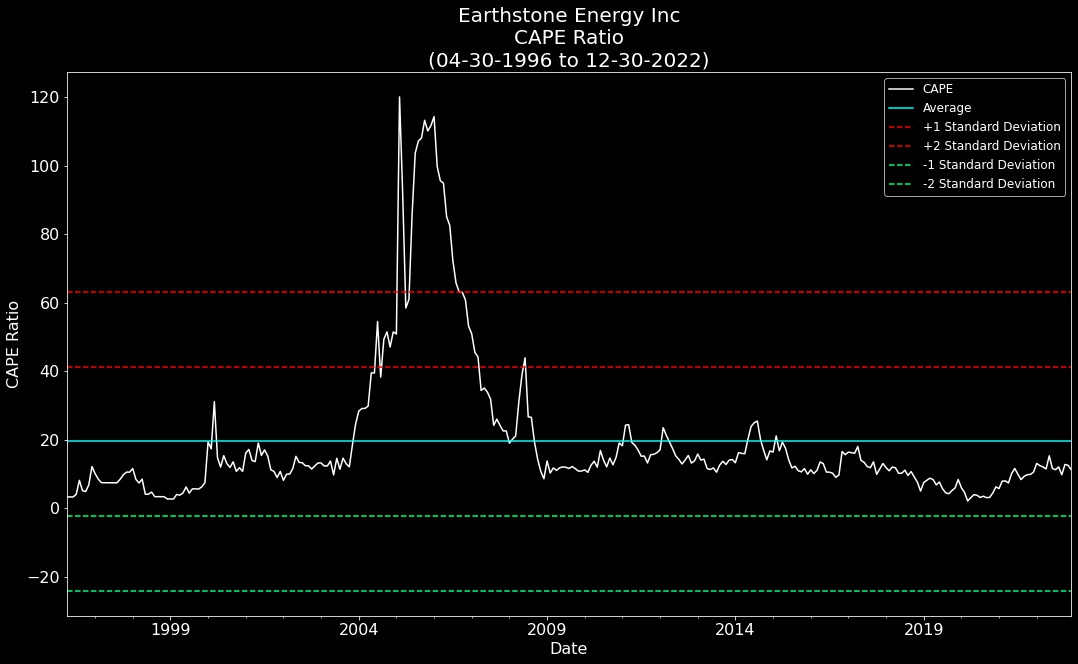 Earthstone Energy Inc
CAPE Ratio
(04-30-1996 to 12-30-2022)
CAPE
Average
+1 Standard Deviation
+2 Standard Deviation
-1 Standard Deviation
-2 Standard Deviation
120
100
80
60
40
20
0
−20
CAPE Ratio
1999
2004
2009
2014
2019
Date